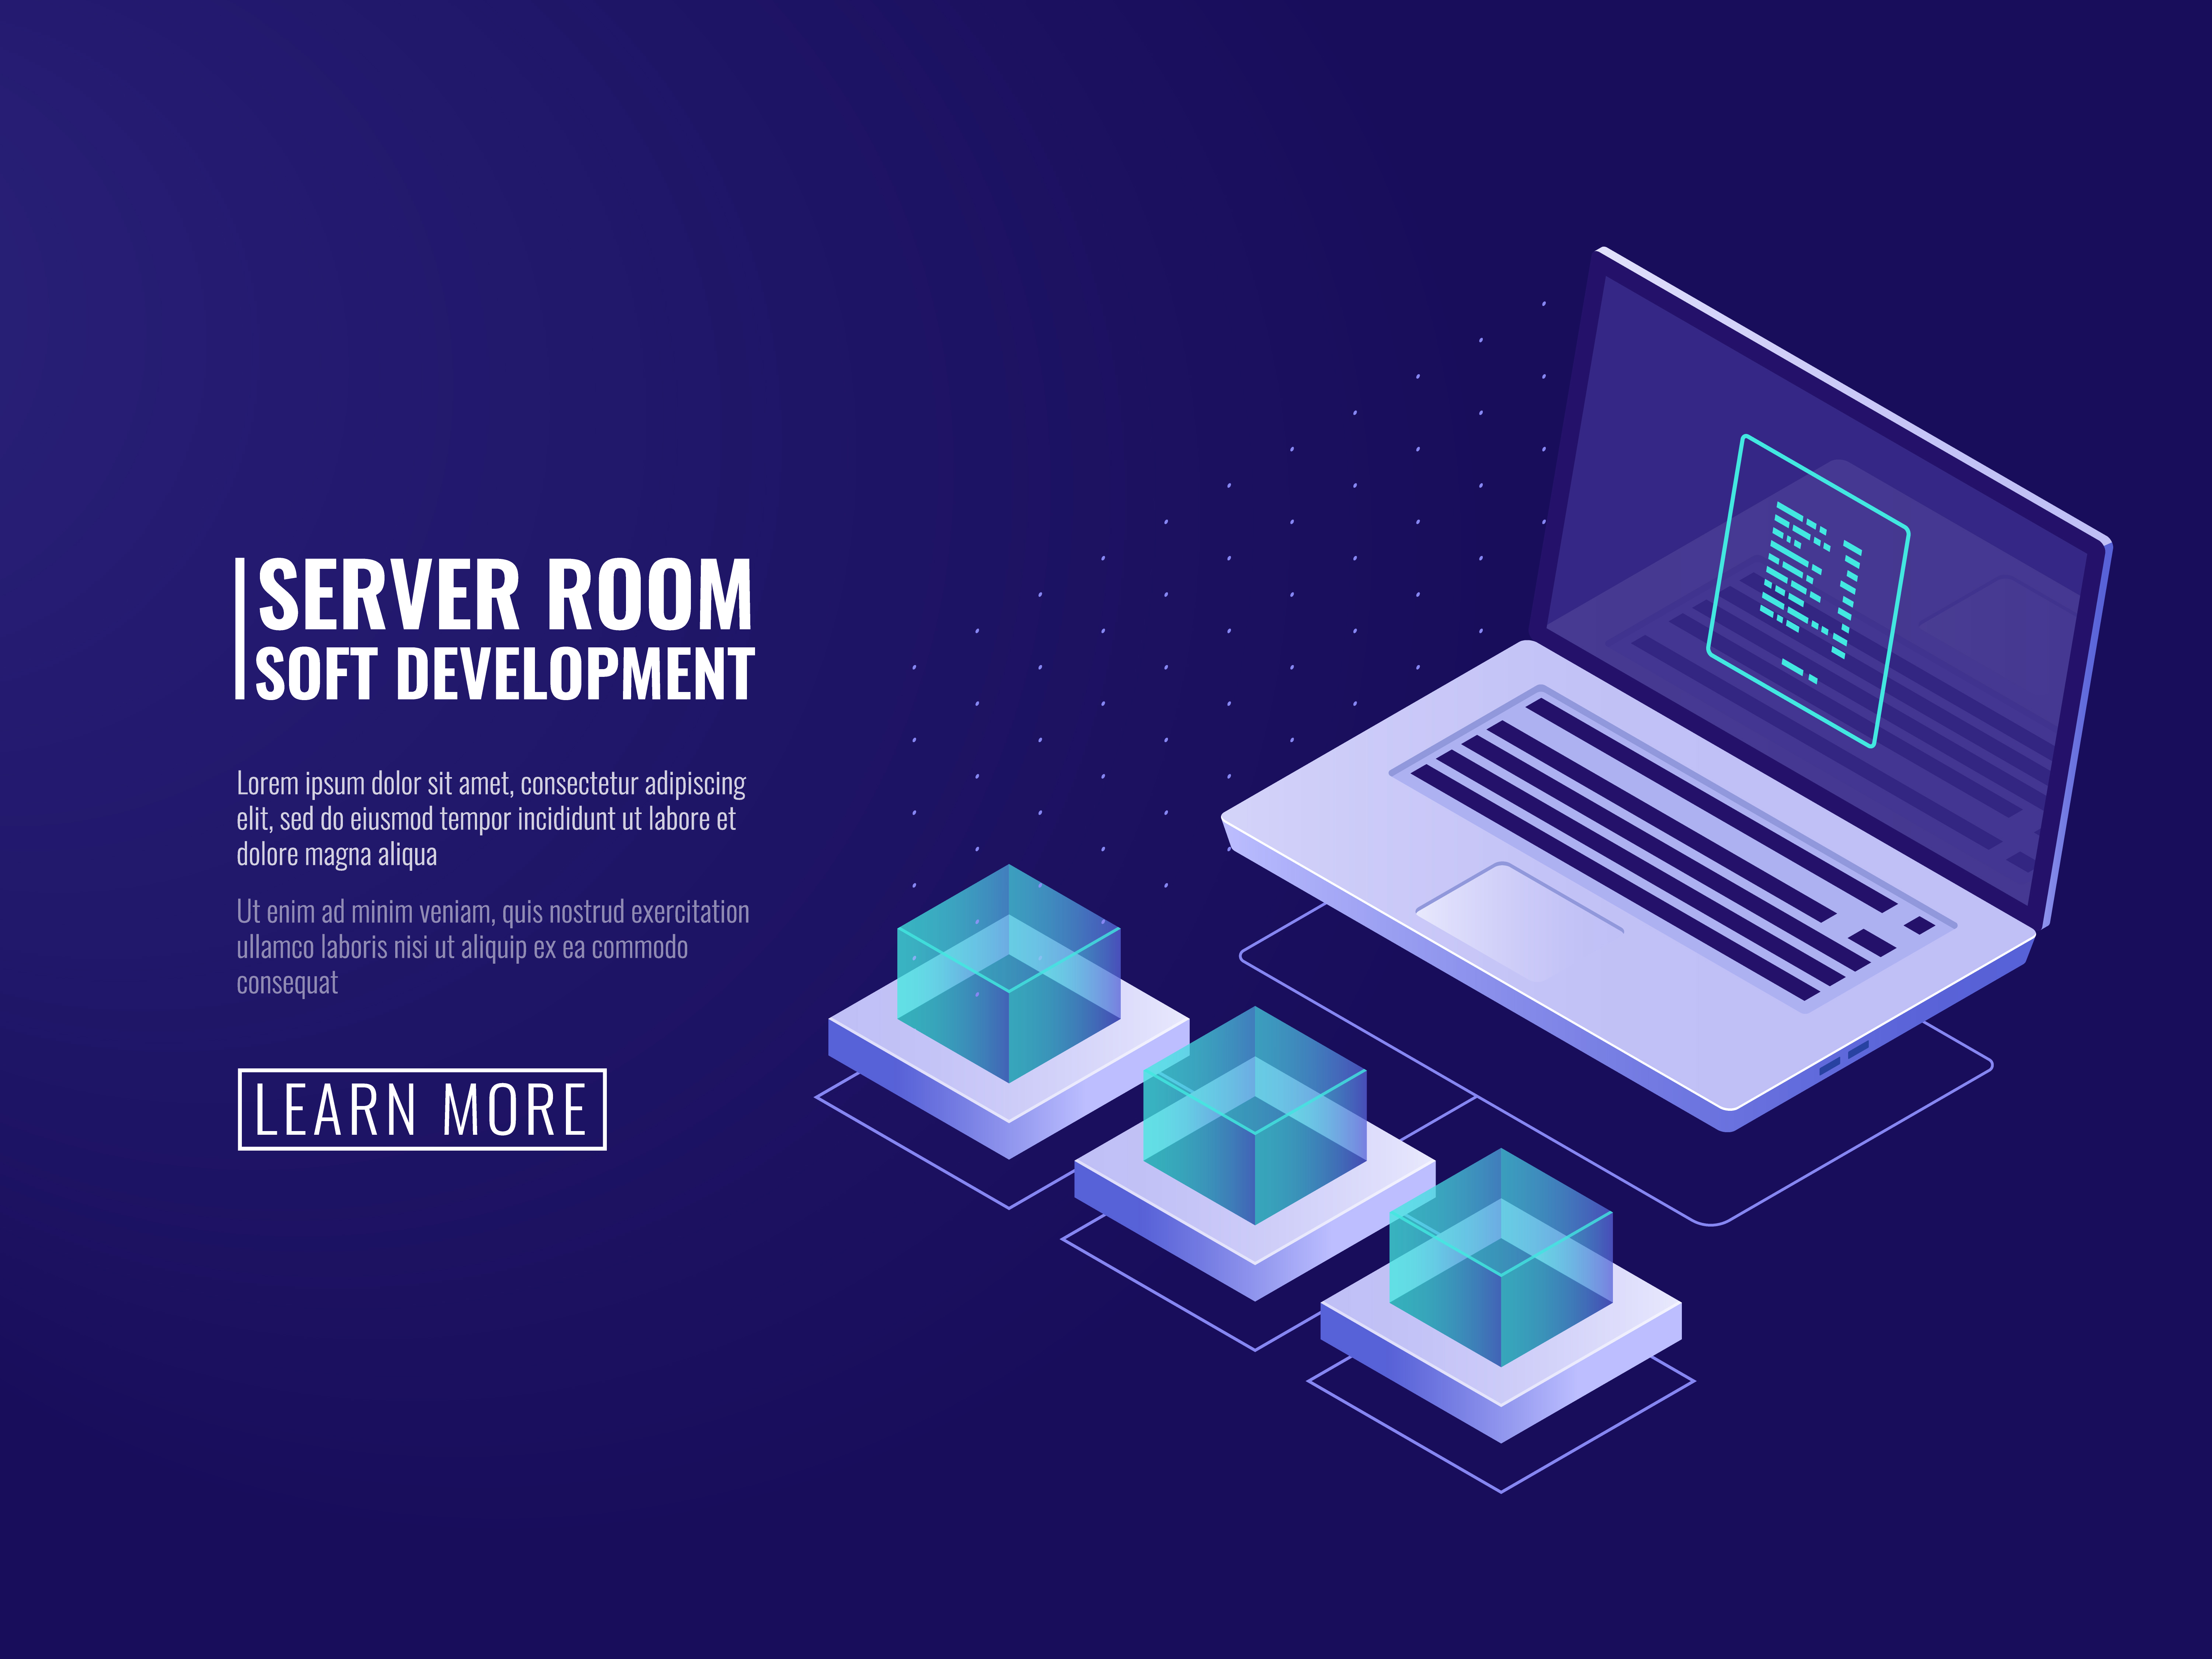 SERVER ROOM
SOFT DEVELOPMENT
Lorem ipsum dolor sit amet, consectetur adipiscing
elit, sed do eiusmod tempor incididunt ut labore et
dolore magna aliqua
Ut enim ad minim veniam, quis nostrud exercitation
ullamco laboris nisi ut aliquip ex ea commodo
consequat
LEARN MORE